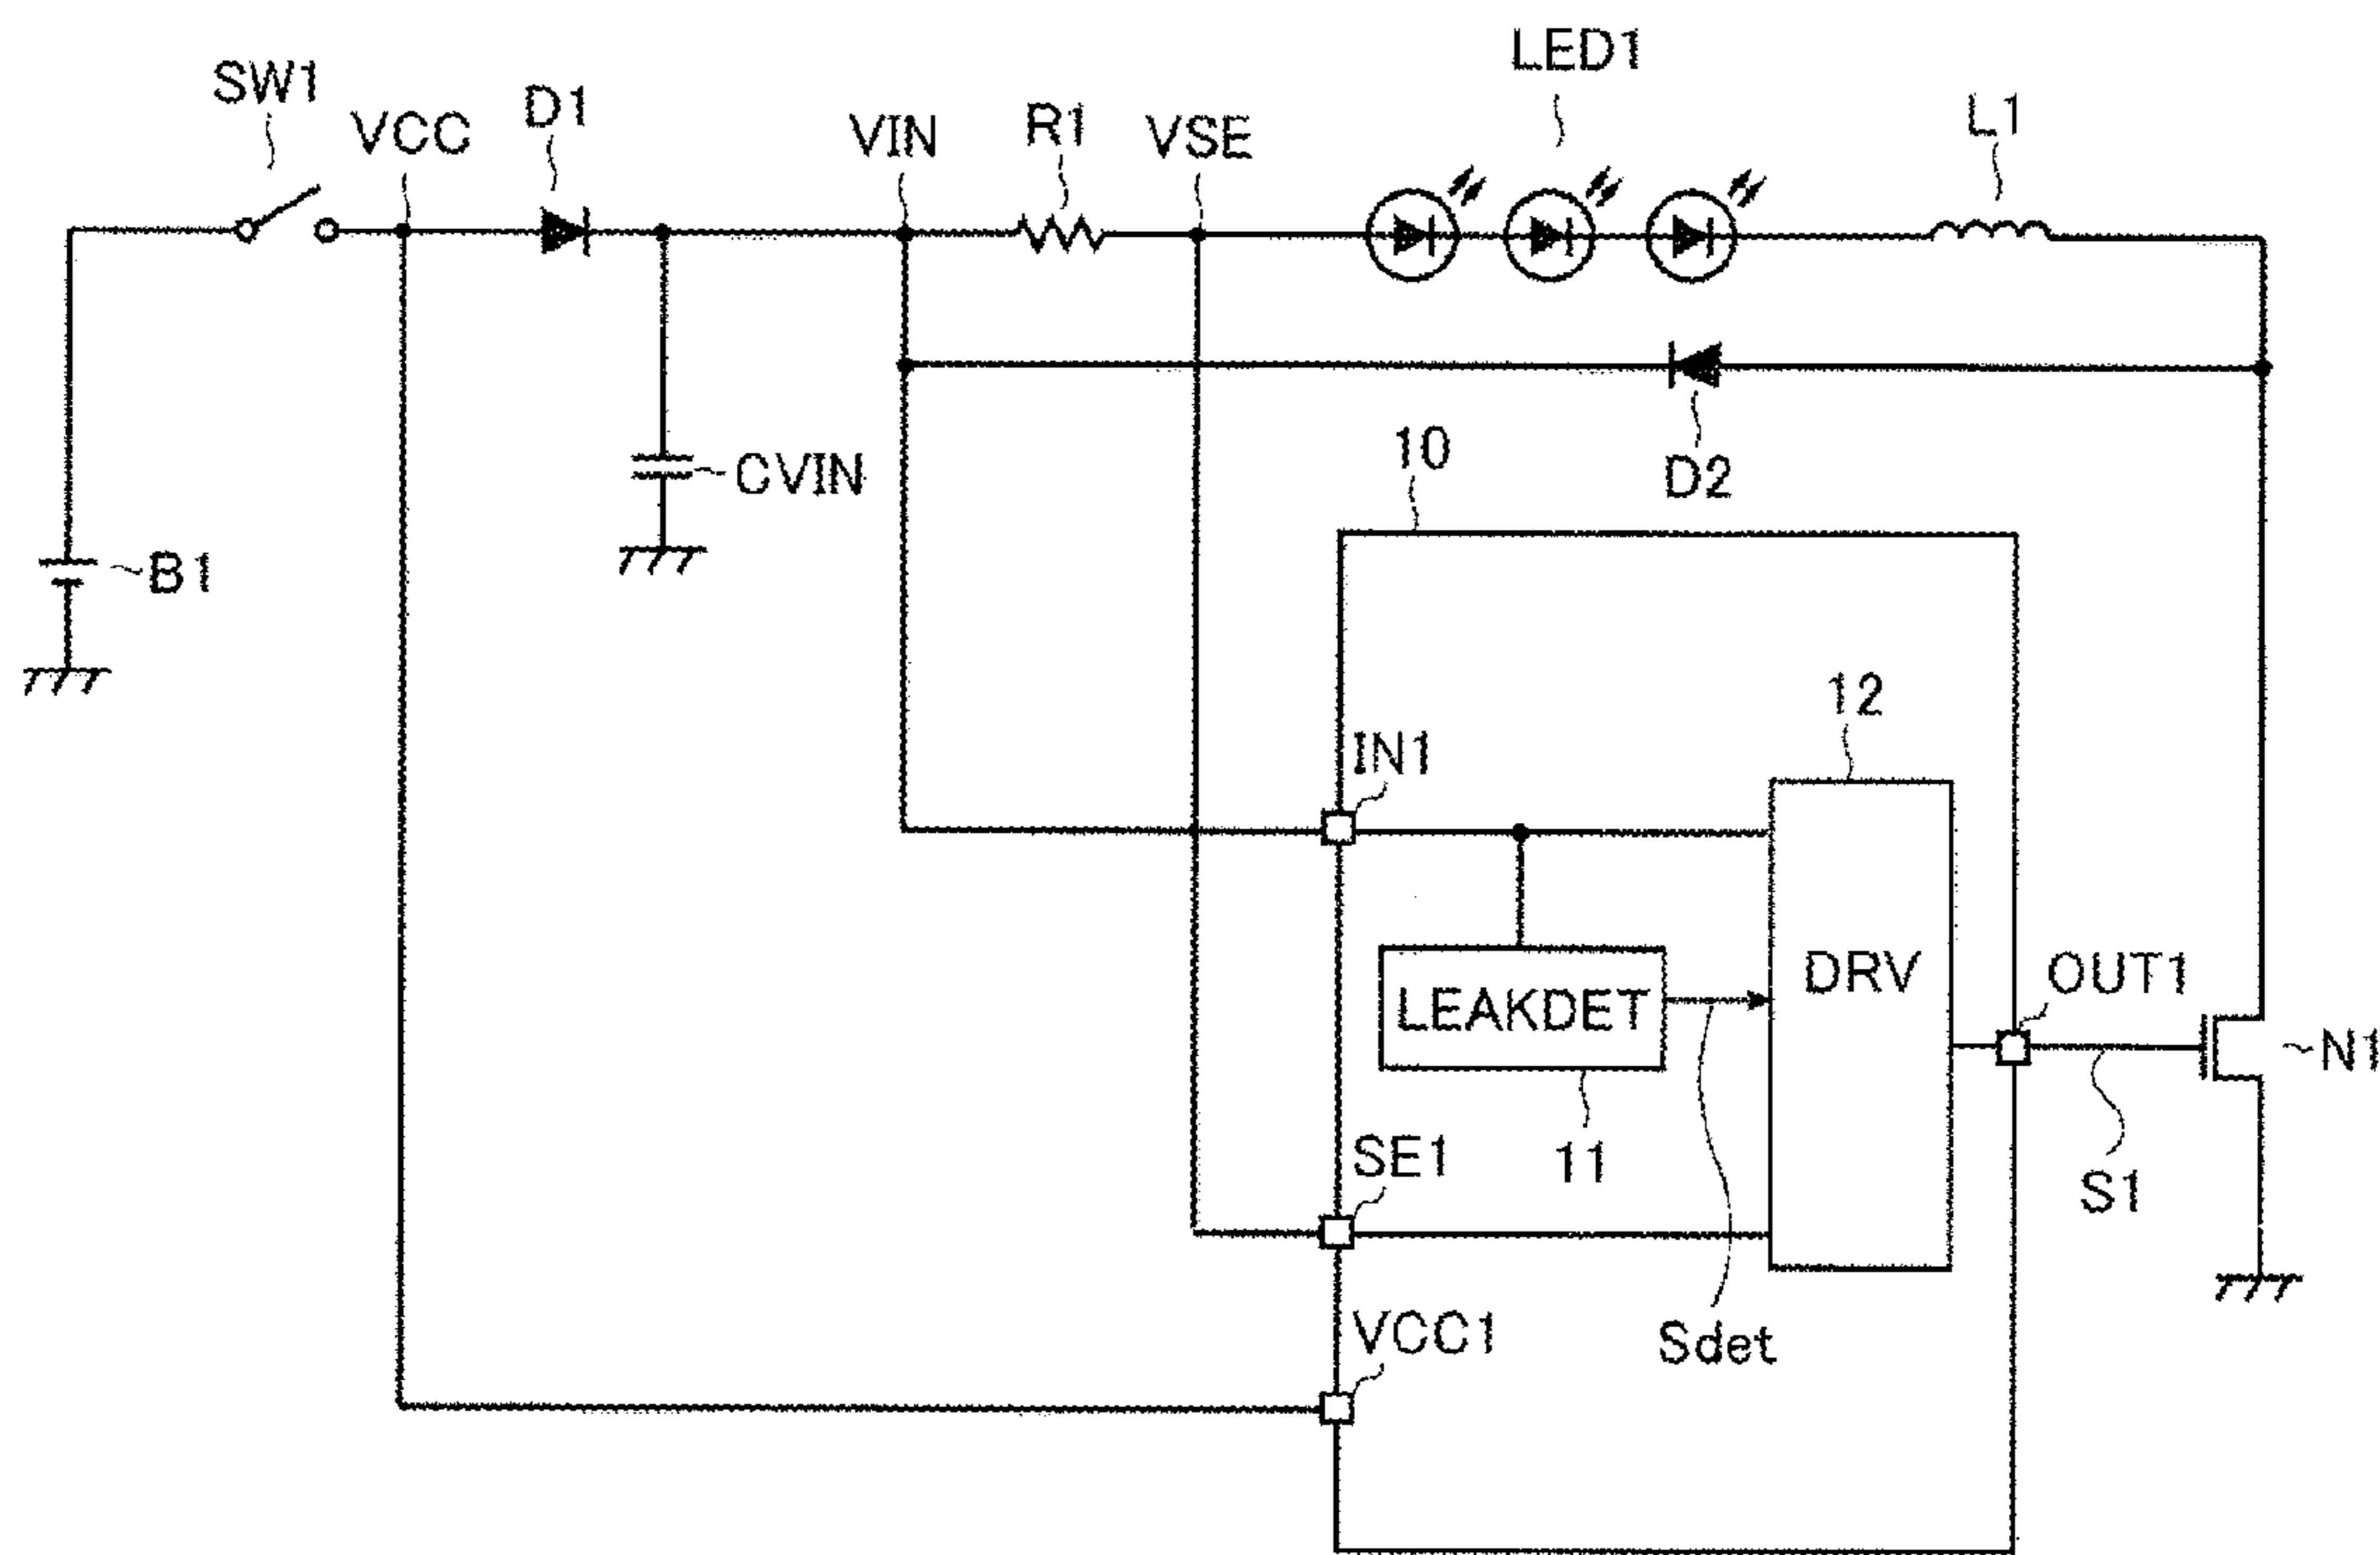 LED1
SW1
D1
VCC
VIN
R1
VSE
L1
CVIN
10
D2
B1
12
IN1
DRV
OUT1
LEAKDET
N1
SE1
11
S1
VCC1
Sdet